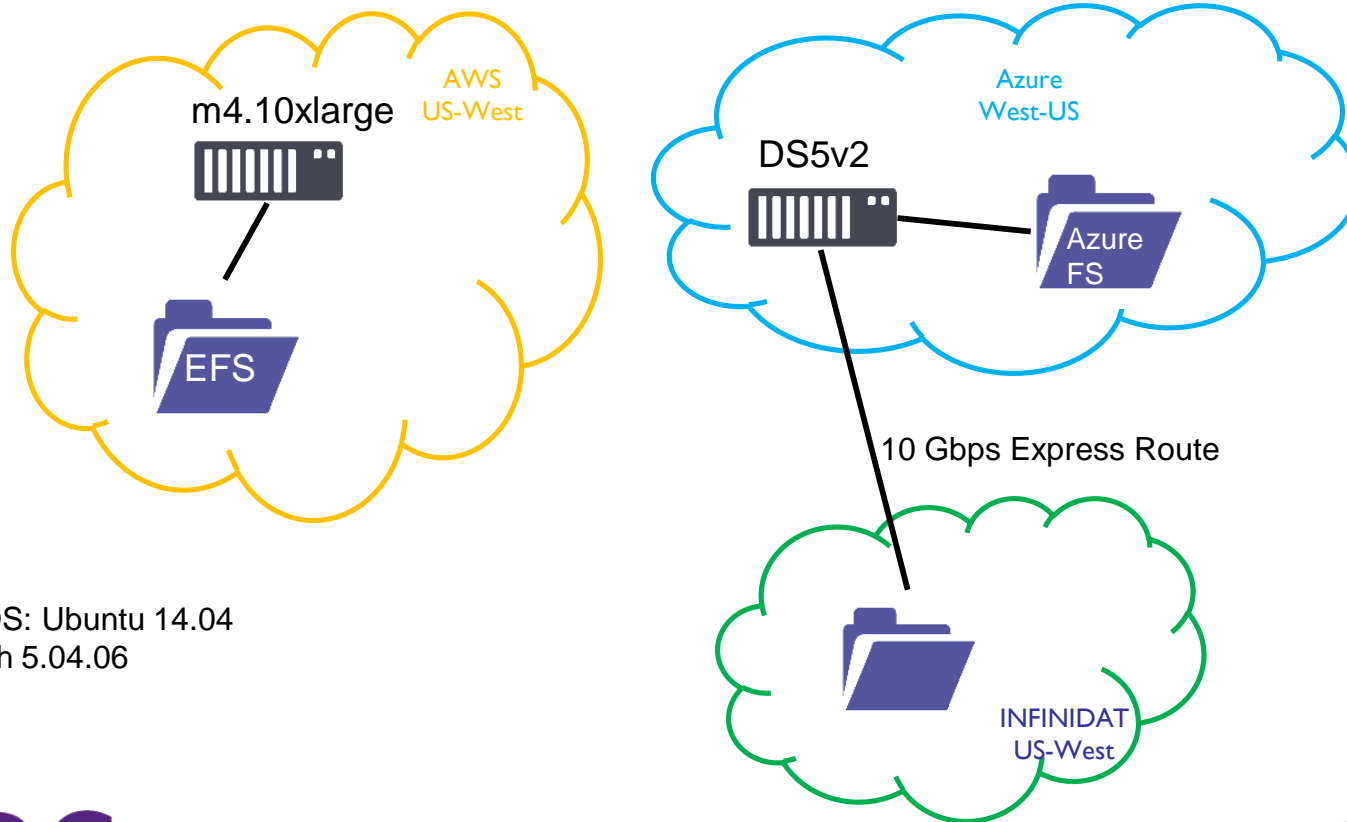 AWS
US-West
m4.10xlarge
EFS
Azure
West-US
DS5v2
Azure
FS
10 Gbps Express Route
INFINIDAT
US-West
S: Ubuntu 14.04
h 5.04.06